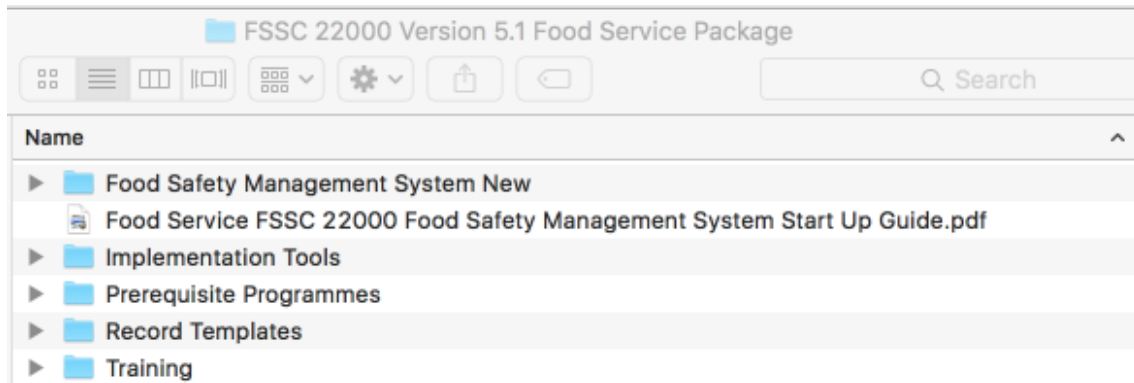 FSSC 22000 Version 5.1 Food Service Package
Search
Name
Food Safety Management System New
Food Service FSSC 22000 Food Safety Management System Start Up Guide.pdf
Implementation Tools
Prerequisite Programmes
Record Templates
Training